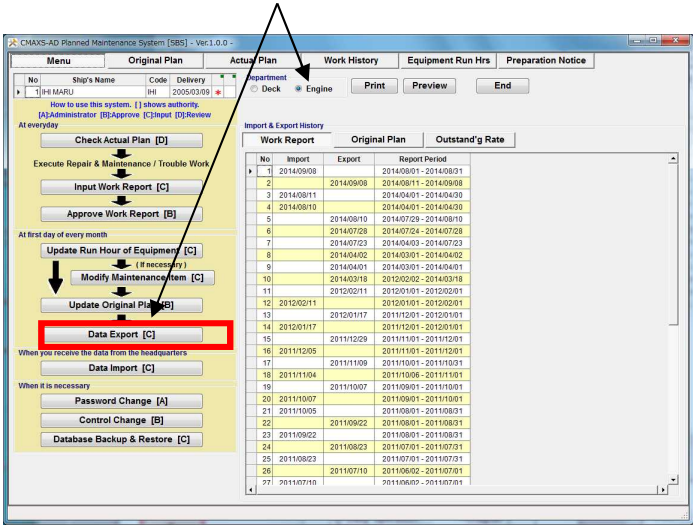 CMAXS-AD Planned Maintenance System [SBS] - Ver.1.0.0 -
Menu Original Plan Actual Plan Work History Equipment Run Hrs Preparation Notice
No Ship's Name Code Delivery
1 IHI MARU IHI 2005/03/09 *
Department
Deck Engine Print Preview End
How to use this system. [ ] shows authority.
[A]:Administrator [B]:Approve [C]:Input [D]:Review
At everyday
Check Actual Plan [D]
Execute Repair & Maintenance / Trouble Work
Input Work Report [C]
Approve Work Report [B]
At first day of every month
Update Run Hour of Equipment [C]
( If necessary )
Modify Maintenance Item [C]
Update Original Plan [B]
Data Export [C]
When you receive the data from the headquarters
Data Import [C]
When it is necessary
Password Change [A]
Control Change [B]
Database Backup & Restore [C]
Import & Export History
Work Report Original Plan Outstand'g Rate
No Import Export Report Period
1 2014/09/08 2014/08/01 - 2014/08/31
2 2014/09/08 2014/08/11 - 2014/09/08
3 2014/08/11 2014/04/01 - 2014/04/30
4 2014/08/10 2014/04/01 - 2014/04/30
5 2014/08/10 2014/07/29 - 2014/08/10
6 2014/07/28 2014/07/24 - 2014/07/28
7 2014/07/23 2014/04/03 - 2014/07/23
8 2014/04/02 2014/03/01 - 2014/04/02
9 2014/04/01 2014/03/01 - 2014/04/01
10 2014/03/18 2012/02/02 - 2014/03/18
11 2012/02/11 2012/01/01 - 2012/02/01
12 2012/02/11 2012/01/01 - 2012/02/01
13 2012/01/17 2011/12/01 - 2012/01/01
14 2012/01/17 2011/12/01 - 2012/01/01
15 2011/12/29 2011/11/01 - 2011/12/01
16 2011/12/05 2011/11/01 - 2011/12/01
17 2011/11/09 2011/10/01 - 2011/11/01
18 2011/11/04 2011/10/06 - 2011/11/01
19 2011/10/07 2011/09/01 - 2011/10/01
20 2011/10/07 2011/09/01 - 2011/10/01
21 2011/10/05 2011/08/01 - 2011/08/31
22 2011/09/22 2011/08/01 - 2011/08/31
23 2011/09/22 2011/08/01 - 2011/08/31
24 2011/08/23 2011/07/01 - 2011/07/31
25 2011/08/23 2011/07/01 - 2011/07/31
26 2011/07/10 2011/06/02 - 2011/07/01
27 2011/07/10 2011/06/02 - 2011/07/01